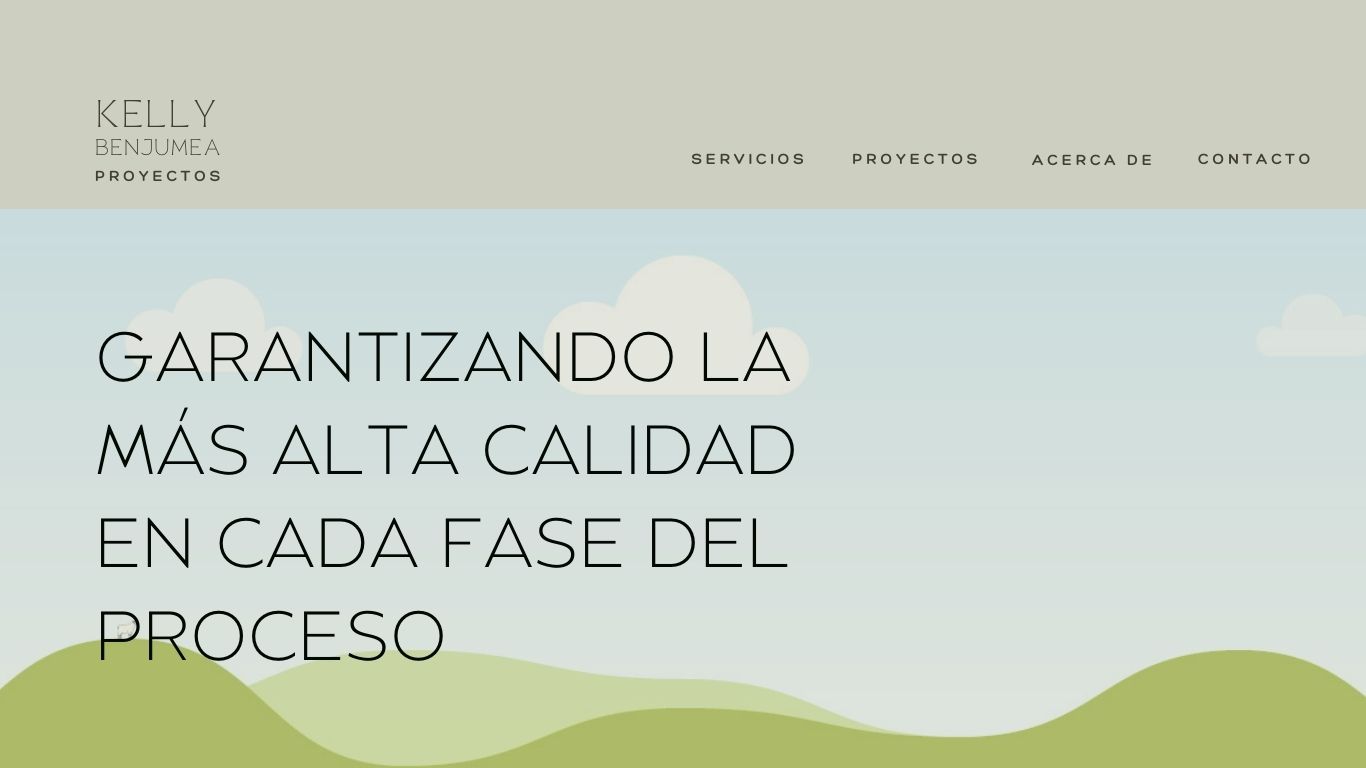 KELLY
BENJUMEA
PROYECTOS
SERVICIOS PROYECTOS ACERCA DE CONTACTO
GARANTIZANDO LA
MÁS ALTA CALIDAD
EN CADA FASE DEL
PROCESO